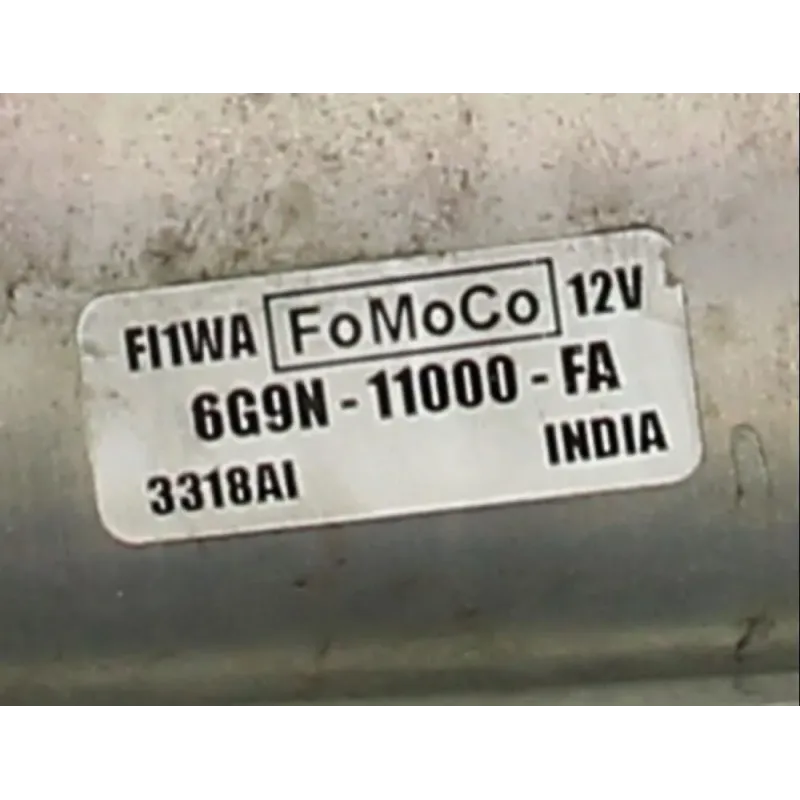 FI1WA FoMoCo 12V
6G9N - 11000 - FA
3318AI INDIA